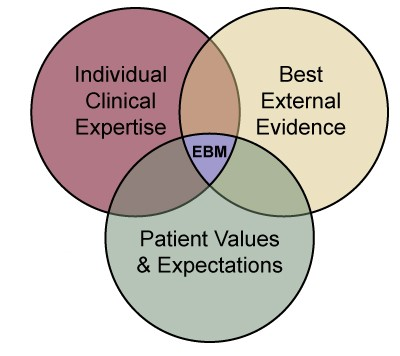 Individual
Clinical
Expertise
Best
External
Evidence
EBM
Patient Values
& Expectations